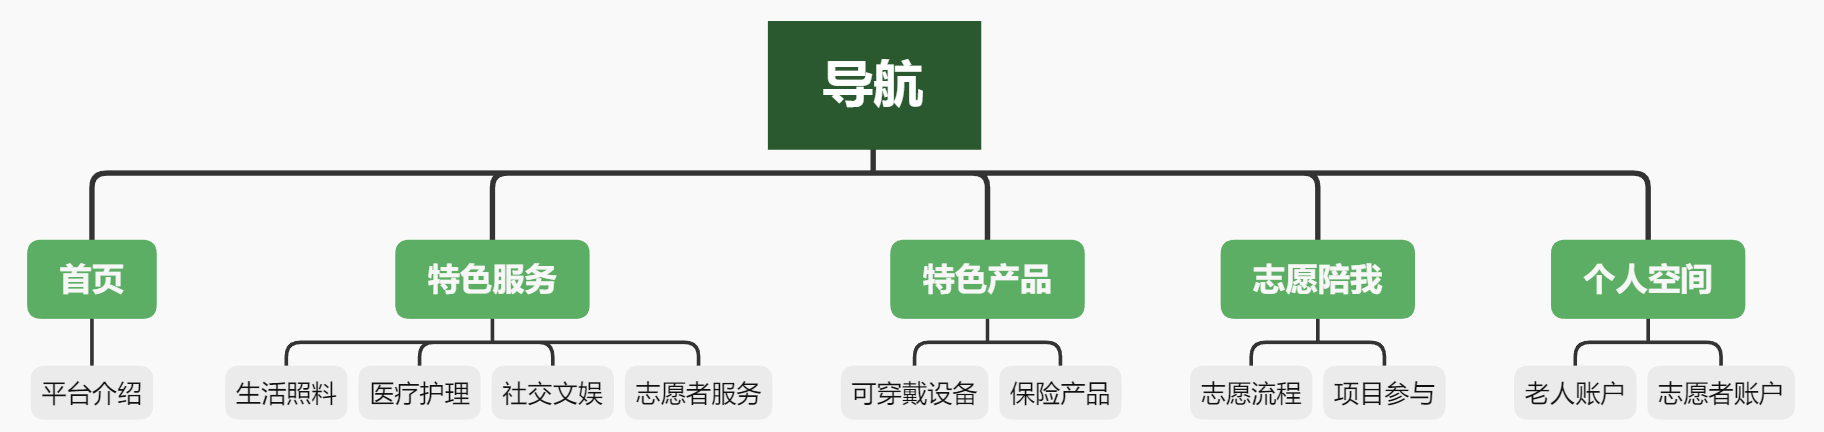 导航
首页
特色服务
特色产品
志愿陪我
个人空间
平台介绍
生活照料
医疗护理
社交文娱
志愿者服务
可穿戴设备
保险产品
志愿流程
项目参与
老人账户
志愿者账户